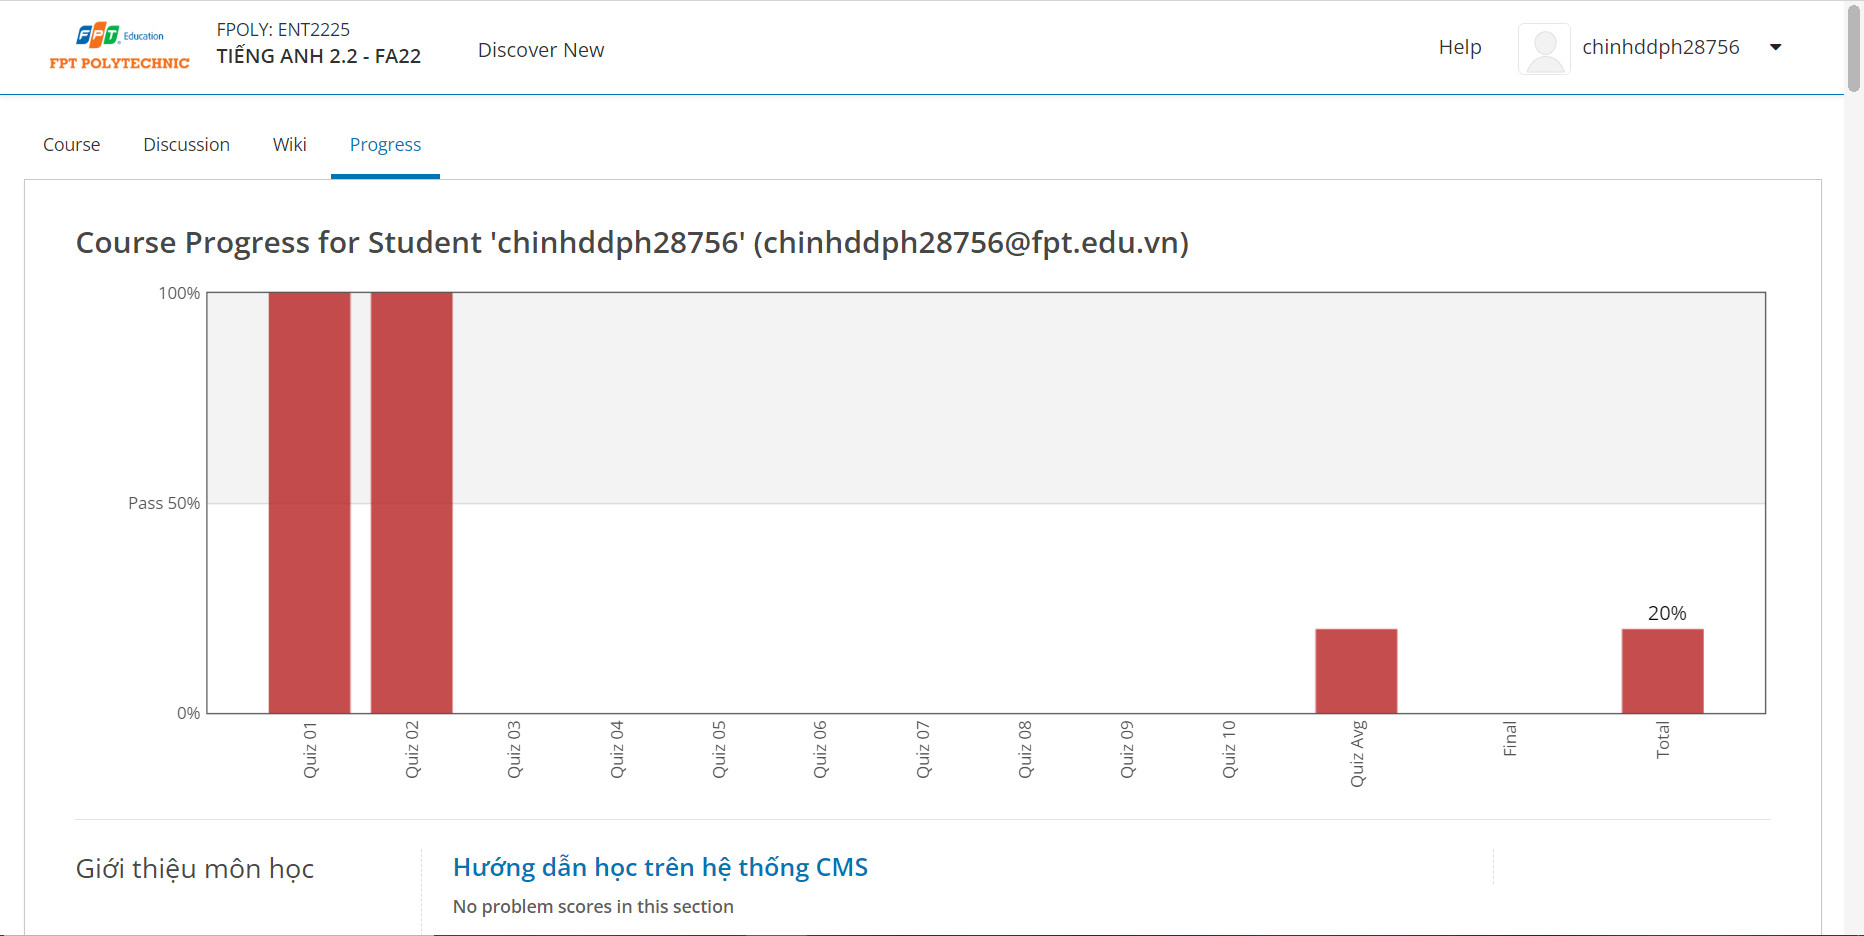 FPT Education
FPT POLYTECHNIC
FPOLY: ENT2225
TIẾNG ANH 2.2 - FA22
Discover New
Help
chinhddph28756
Course
Discussion
Wiki
Progress
Course Progress for Student 'chinhddph28756' (chinhddph28756@fpt.edu.vn)
100%
Pass 50%
0%
20%
Quiz 01
Quiz 02
Quiz 03
Quiz 04
Quiz 05
Quiz 06
Quiz 07
Quiz 08
Quiz 09
Quiz 10
Quiz Avg
Final
Total
Giới thiệu môn học
Hướng dẫn học trên hệ thống CMS
No problem scores in this section